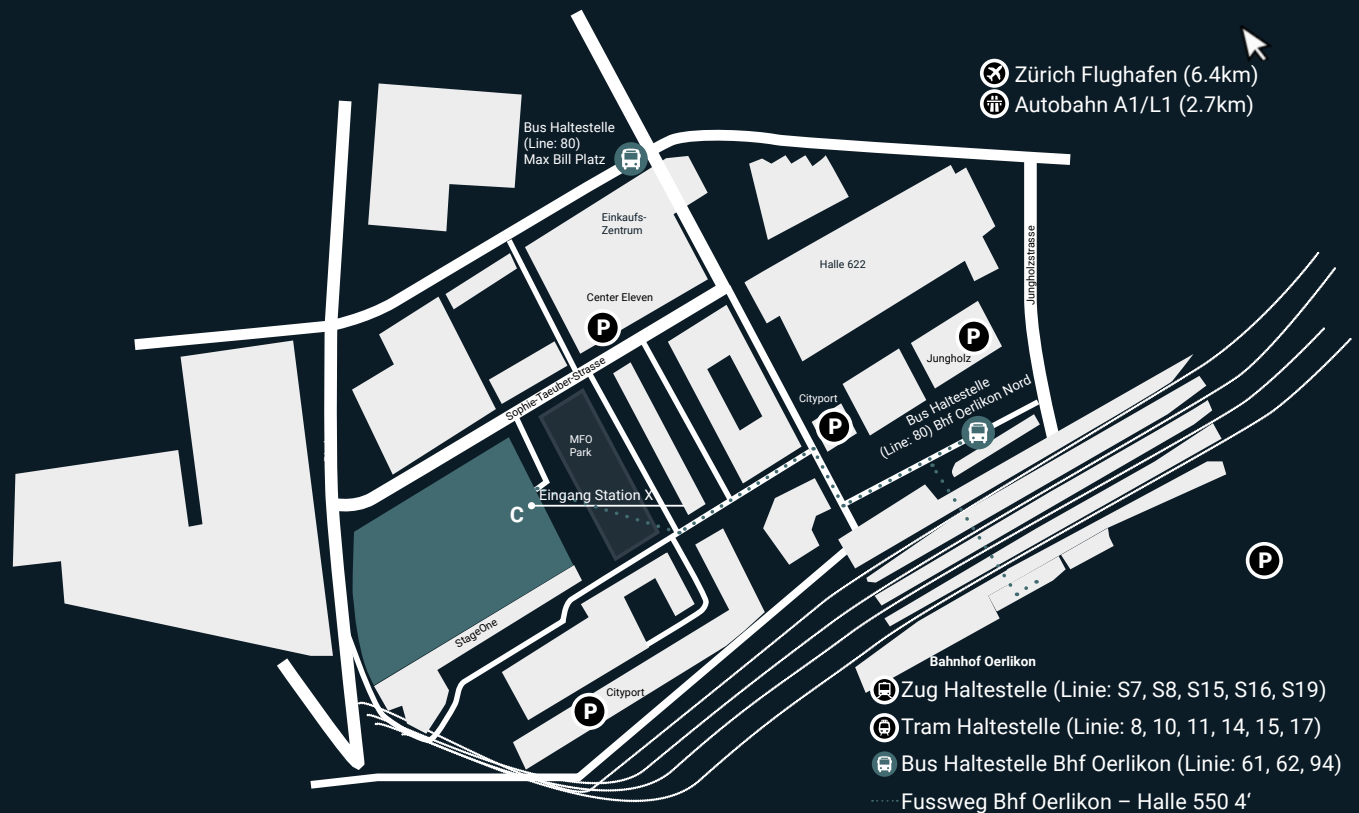 Zürich Flughafen (6.4km)
Autobahn A1/L1 (2.7km)
Bus Haltestelle
(Line: 80)
Max Bill Platz
Einkaufs-
Zentrum
Halle 622
Jungholzstrasse
Center Eleven
P
P
Jungholz
Sophie-Taeuber-Strasse
Cityport
P
Bus Haltestelle
(Line: 80) Bhf Oerlikon Nord
MFO
Park
Eingang Station X
C
P
StageOne
Cityport
P
Bahnhof Oerlikon
Zug Haltestelle (Linie: S7, S8, S15, S16, S19)
Tram Haltestelle (Linie: 8, 10, 11, 14, 15, 17)
Bus Haltestelle Bhf Oerlikon (Linie: 61, 62, 94)
Fussweg Bhf Oerlikon – Halle 550 4‘